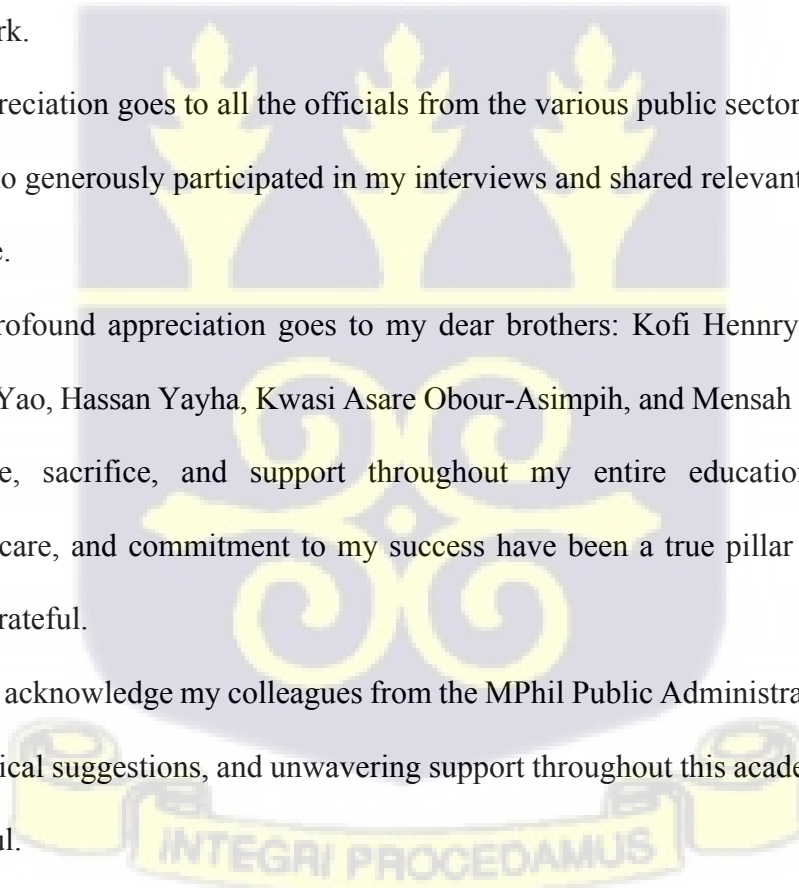 rk.
reciation goes to all the officials from the various public sector
o generously participated in my interviews and shared relevant
e.
rofound appreciation goes to my dear brothers: Kofi Hennry
Yao, Hassan Yayha, Kwasi Asare Obour-Asimpih, and Mensah
e, sacrifice, and support throughout my entire education
care, and commitment to my success have been a true pillar
rateful.
acknowledge my colleagues from the MPhil Public Administra
ical suggestions, and unwavering support throughout this acade
ul.
INTEGRI PROCEDAMUS